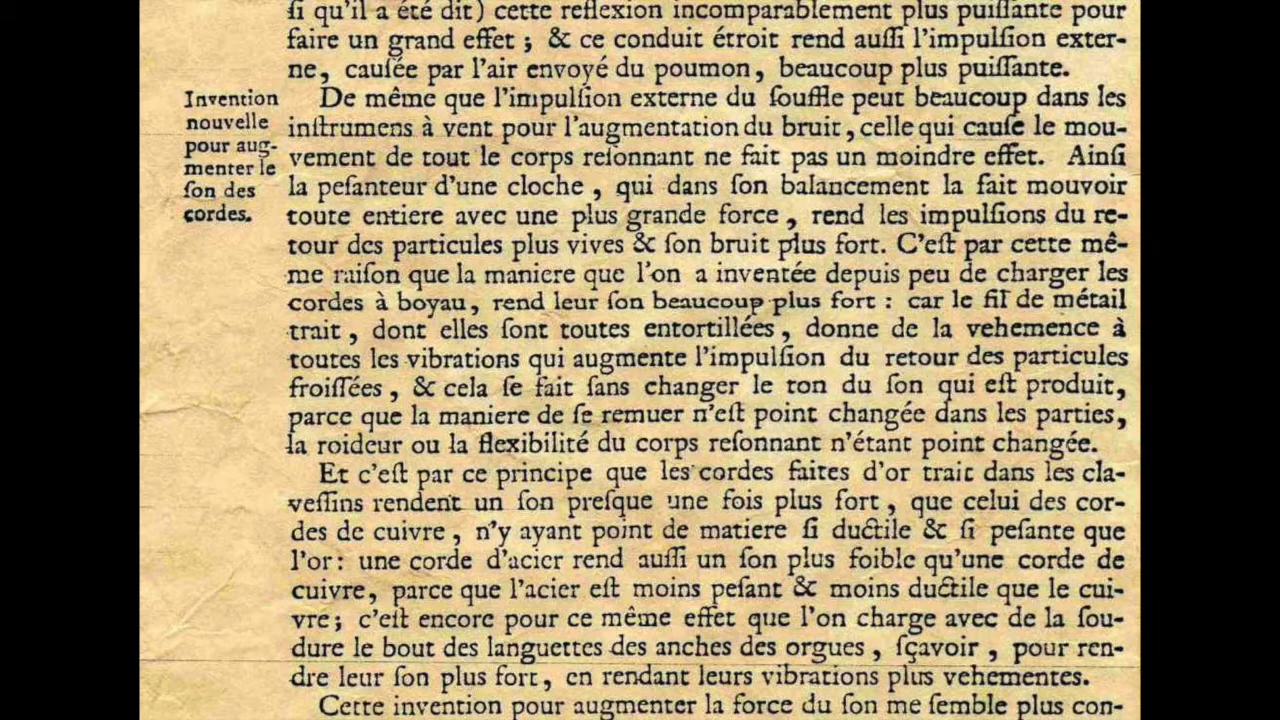 ſi qu'il a été dit) cette reflexion incomparablement plus puiſſante pour
faire un grand effet ; & ce conduit étroit rend auſſi l'impulſion exter-
ne, cauſée par l'air envoyé du poumon, beaucoup plus puiſſante.
Invention
nouvelle
pour aug-
menter le
ſon des
cordes.
De même que l'impulſion externe du ſouffle peut beaucoup dans les
inſtrumens à vent pour l'augmentation du bruit, celle qui cauſe le mou-
vement de tout le corps reſonnant ne fait pas un moindre effet. Ainſi
la peſanteur d'une cloche, qui dans ſon balancement la fait mouvoir
toute entiere avec une plus grande force, rend les impulſions du re-
tour des particules plus vives & ſon bruit plus fort. C'eſt par cette mê-
me raiſon que la maniere que l'on a inventée depuis peu de charger les
cordes à boyau, rend leur ſon beaucoup plus fort : car le fil de métail
trait, dont elles ſont toutes entortillées, donne de la vehemence à
toutes les vibrations qui augmente l'impulſion du retour des particules
froiſſées, & cela ſe fait ſans changer le ton du ſon qui eſt produit,
parce que la maniere de ſe remuer n'eſt point changée dans les parties,
la roideur ou la flexibilité du corps reſonnant n'étant point changée.
Et c'eſt par ce principe que les cordes faites d'or trait dans les cla-
veſſins rendent un ſon preſque une fois plus fort, que celui des cor-
des de cuivre, n'y ayant point de matiere ſi ductile & ſi peſante que
l'or : une corde d'acier rend auſſi un ſon plus foible qu'une corde de
cuivre, parce que l'acier eſt moins peſant & moins ductile que le cui-
vre ; c'eſt encore pour ce même effet que l'on charge avec de la ſou-
dure le bout des languettes des anches des orgues, ſçavoir, pour ren-
dre leur ſon plus fort, en rendant leurs vibrations plus vehementes.
Cette invention pour augmenter la force du ſon me ſemble plus con-